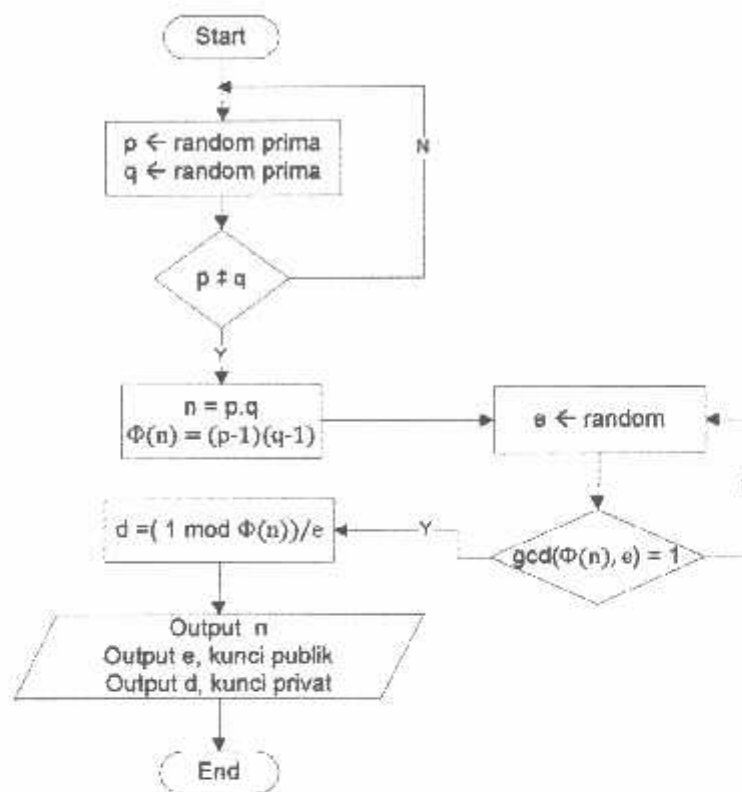 Start
p ← random prima
q ← random prima
N
p ‡ q
Y
n = p.q
Φ(n) = (p-1)(q-1)
e ← random
gcd(Φ(n), e) = 1
Y
d =( 1 mod Φ(n))/e
Output n
Output e, kunci publik
Output d, kunci privat
End